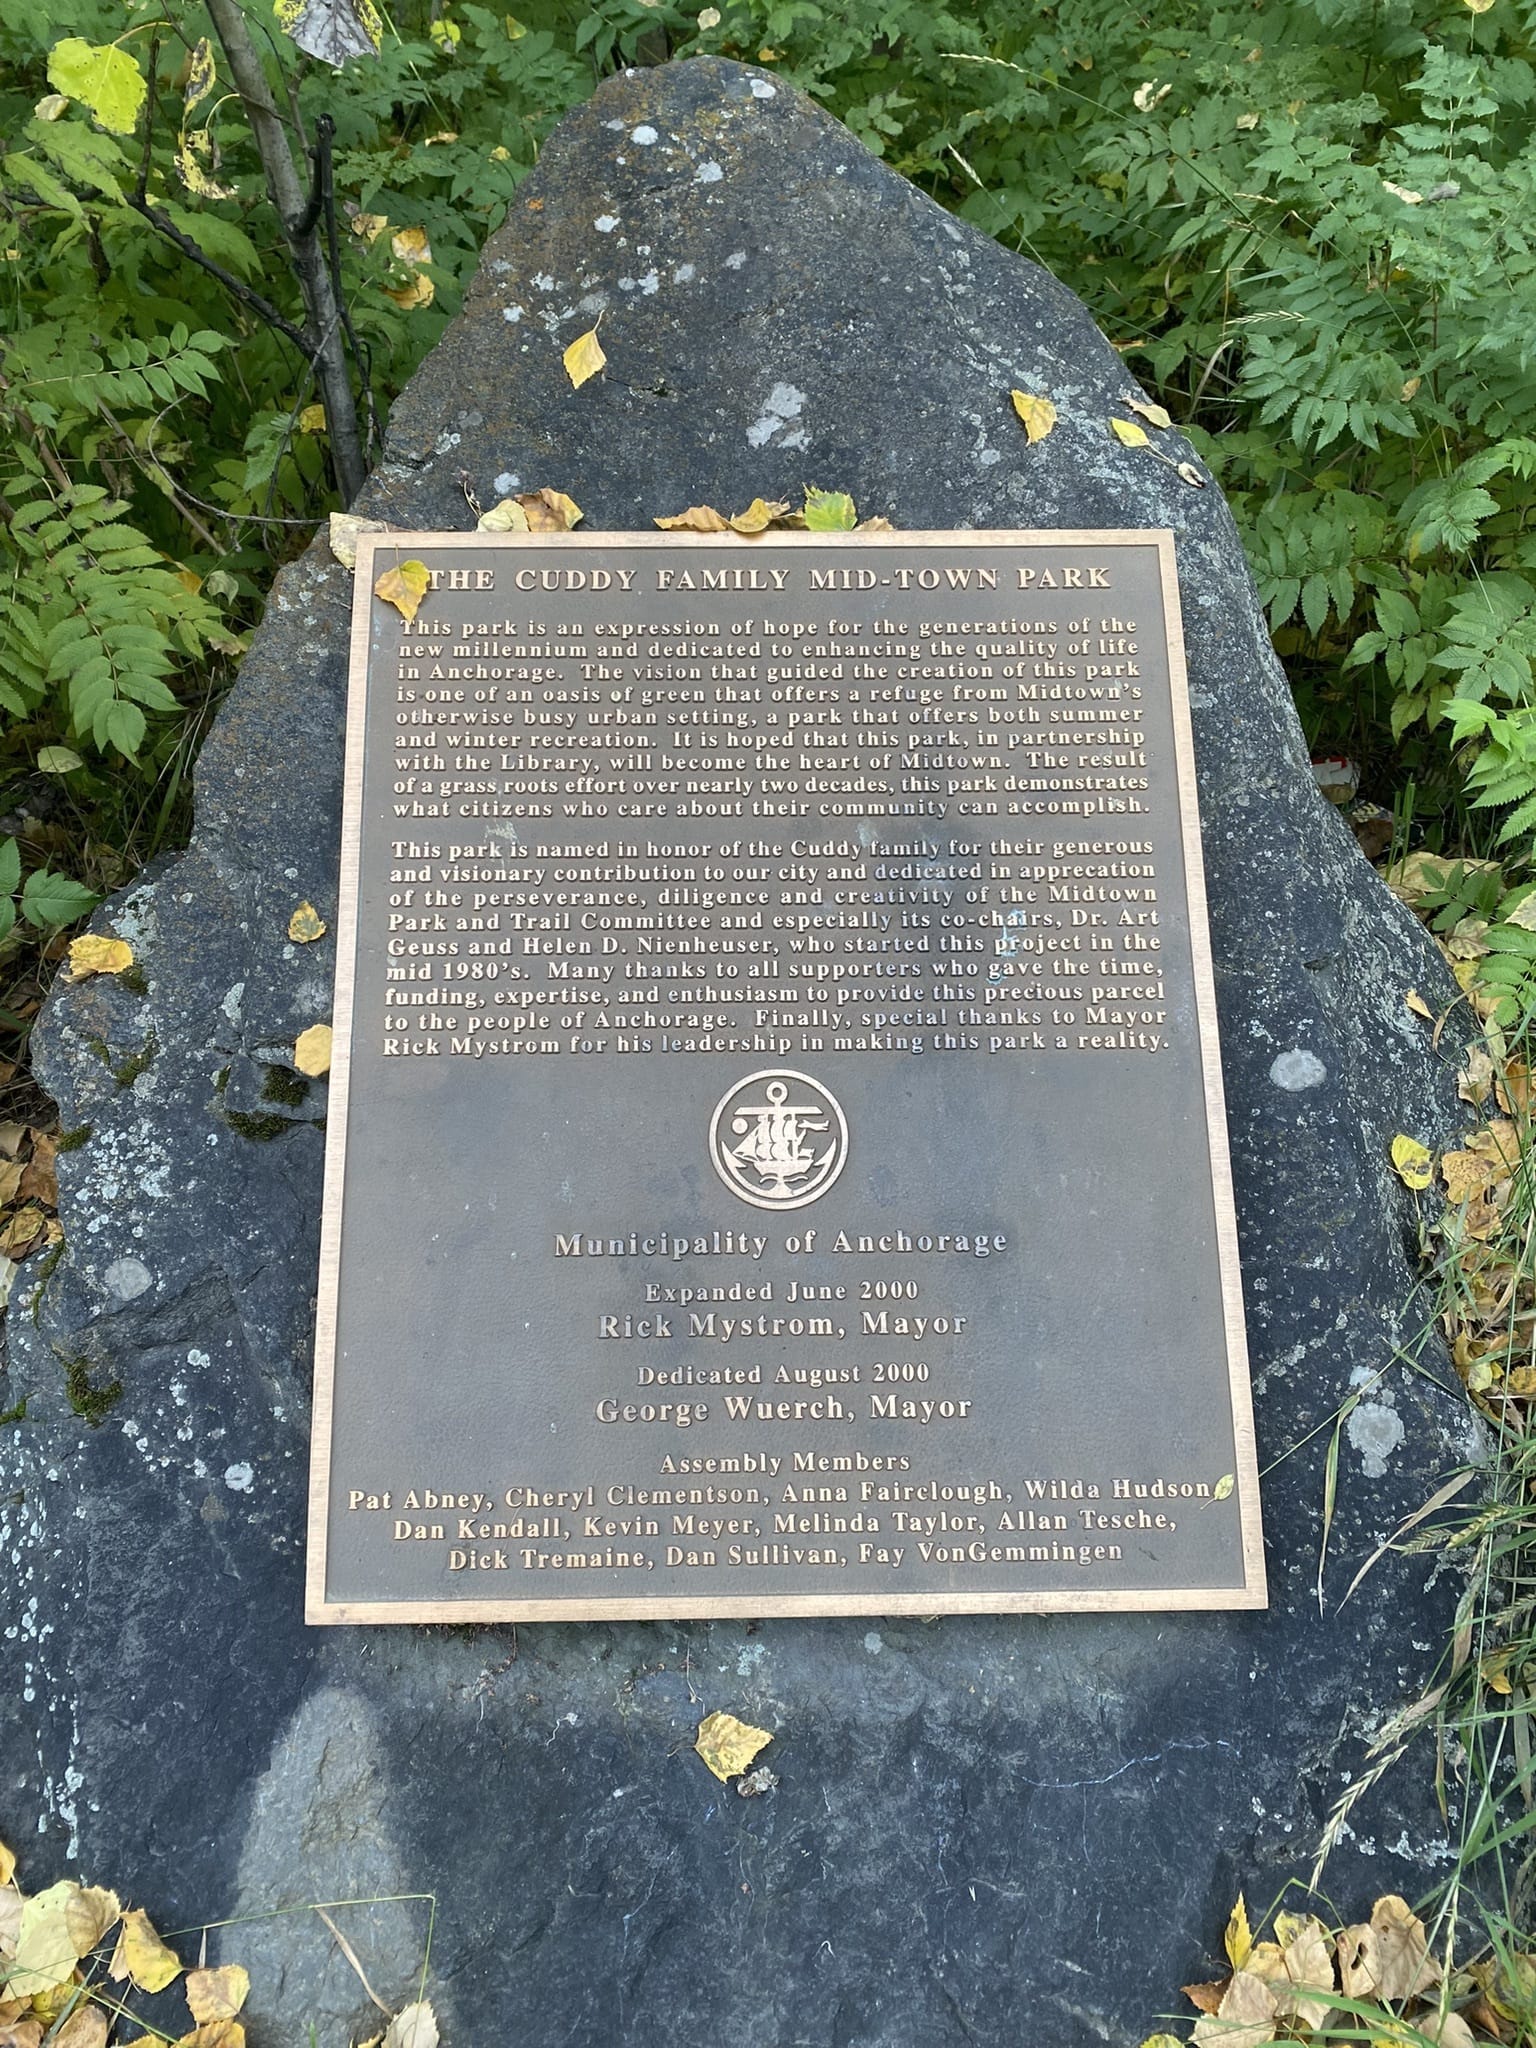 THE CUDDY FAMILY MID-TOWN PARK
This park is an expression of hope for the generations of the
new millennium and dedicated to enhancing the quality of life
in Anchorage. The vision that guided the creation of this park
is one of an oasis of green that offers a refuge from Midtown's
otherwise busy urban setting, a park that offers both summer
and winter recreation. It is hoped that this park, in partnership
with the Library, will become the heart of Midtown. The result
of a grass roots effort over nearly two decades, this park demonstrates
what citizens who care about their community can accomplish.
This park is named in honor of the Cuddy family for their generous
and visionary contribution to our city and dedicated in apprecation
of the perseverance, diligence and creativity of the Midtown
Park and Trail Committee and especially its co-chairs, Dr. Art
Geuss and Helen D. Nienheuser, who started this project in the
mid 1980's. Many thanks to all supporters who gave the time,
funding, expertise, and enthusiasm to provide this precious parcel
to the people of Anchorage. Finally, special thanks to Mayor
Rick Mystrom for his leadership in making this park a reality.
Municipality of Anchorage
Expanded June 2000
Rick Mystrom, Mayor
Dedicated August 2000
George Wuerch, Mayor
Assembly Members
Pat Abney, Cheryl Clementson, Anna Fairclough, Wilda Hudson
Dan Kendall, Kevin Meyer, Melinda Taylor, Allan Tesche,
Dick Tremaine, Dan Sullivan, Fay VonGemmingen